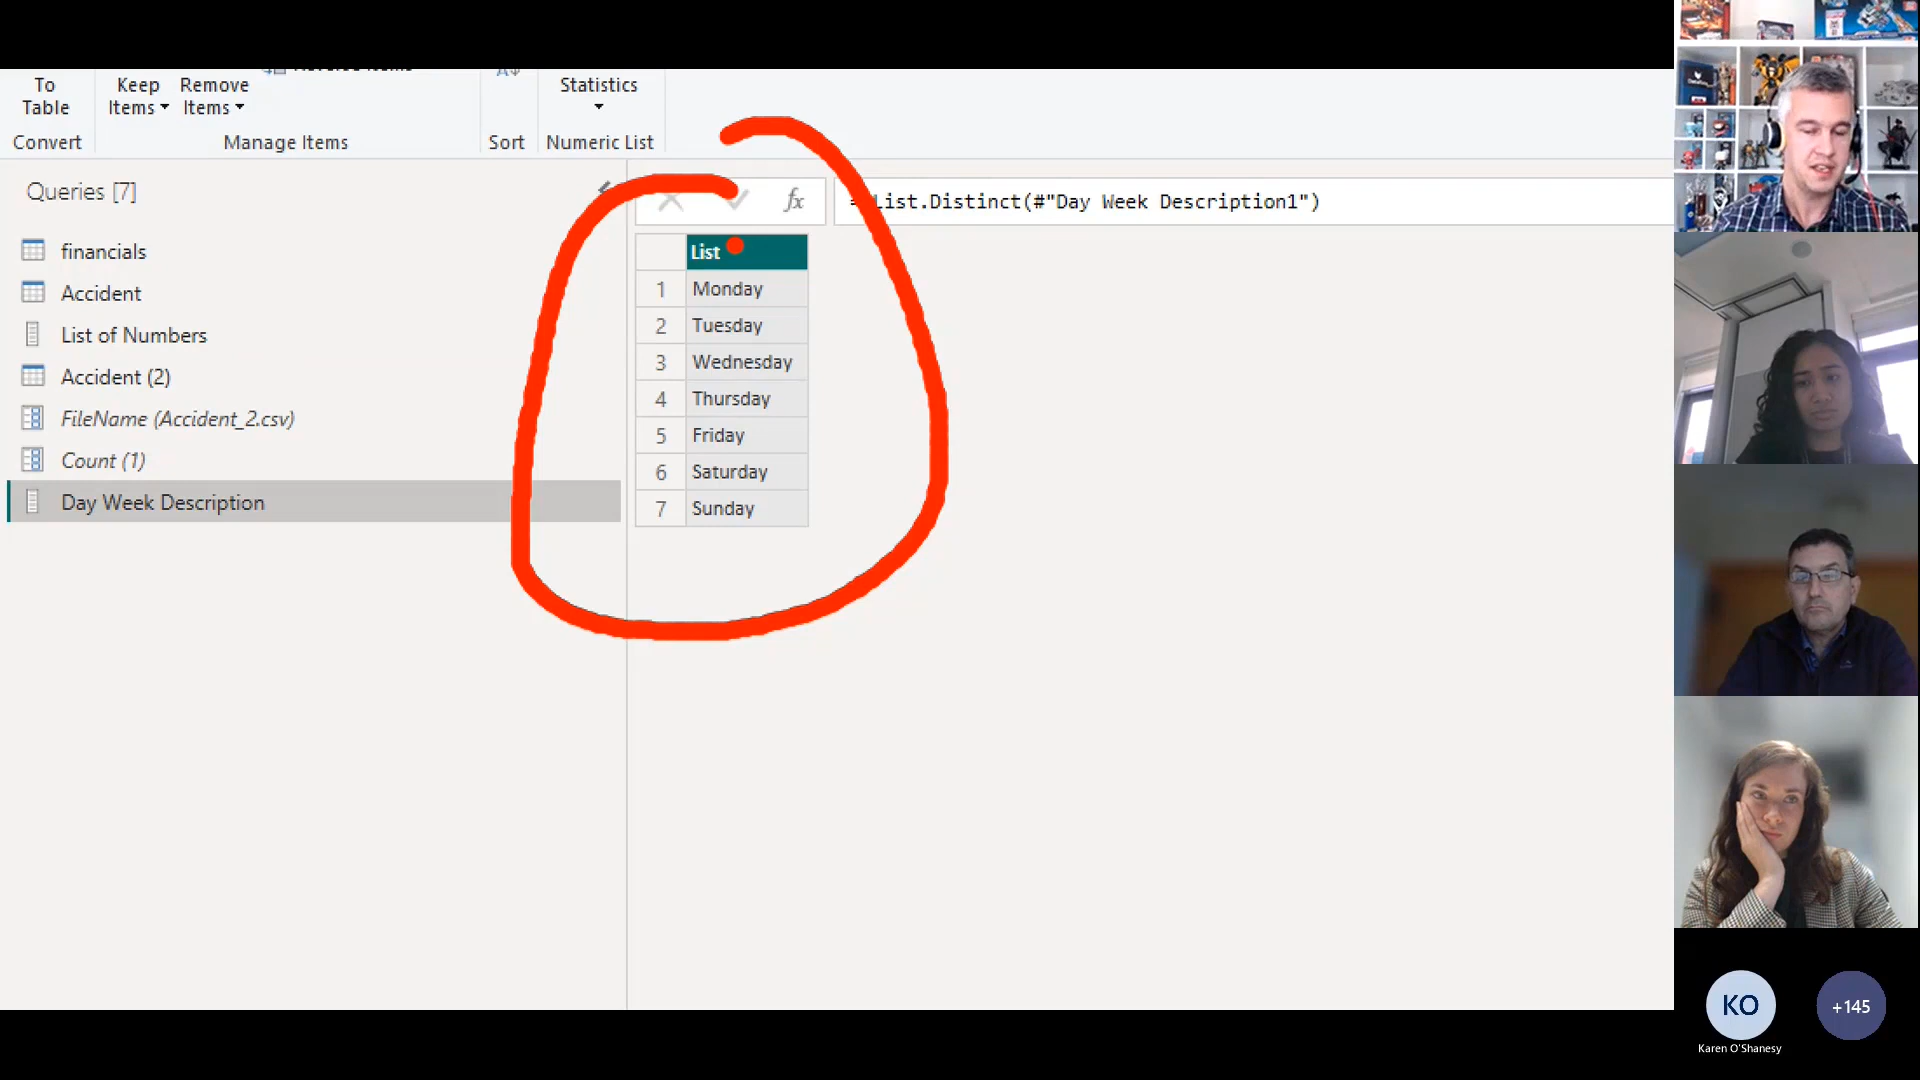 To
Table
Keep
Items
Remove
Items
Statistics
Convert
Manage Items
Sort
Numeric List
Queries [7]
fx
List.Distinct(#"Day Week Description1")
financials
Accident
List of Numbers
Accident (2)
FileName (Accident_2.csv)
Count (1)
Day Week Description
List
1 Monday
2 Tuesday
3 Wednesday
4 Thursday
5 Friday
6 Saturday
7 Sunday
KO
+145
Karen O'Shanesy